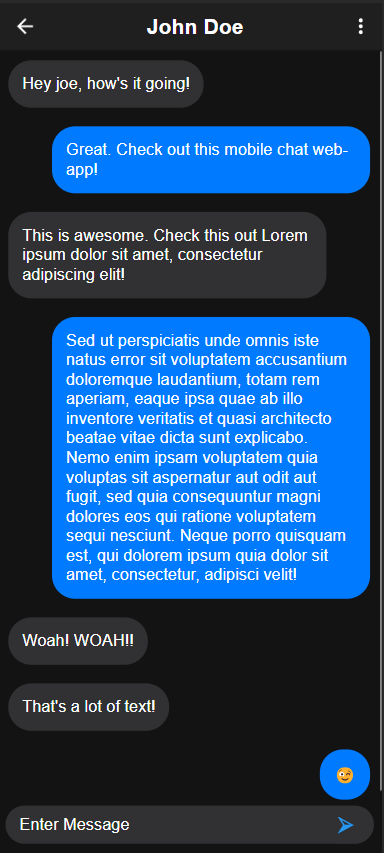 John Doe
Hey joe, how's it going!
Great. Check out this mobile chat web-
app!
This is awesome. Check this out Lorem
ipsum dolor sit amet, consectetur
adipiscing elit!
Sed ut perspiciatis unde omnis iste
natus error sit voluptatem accusantium
doloremque laudantium, totam rem
aperiam, eaque ipsa quae ab illo
inventore veritatis et quasi architecto
beatae vitae dicta sunt explicabo.
Nemo enim ipsam voluptatem quia
voluptas sit aspernatur aut odit aut
fugit, sed quia consequuntur magni
dolores eos qui ratione voluptatem
sequi nesciunt. Neque porro quisquam
est, qui dolorem ipsum quia dolor sit
amet, consectetur, adipisci velit!
Woah! WOAH!!
That's a lot of text!
😉
Enter Message